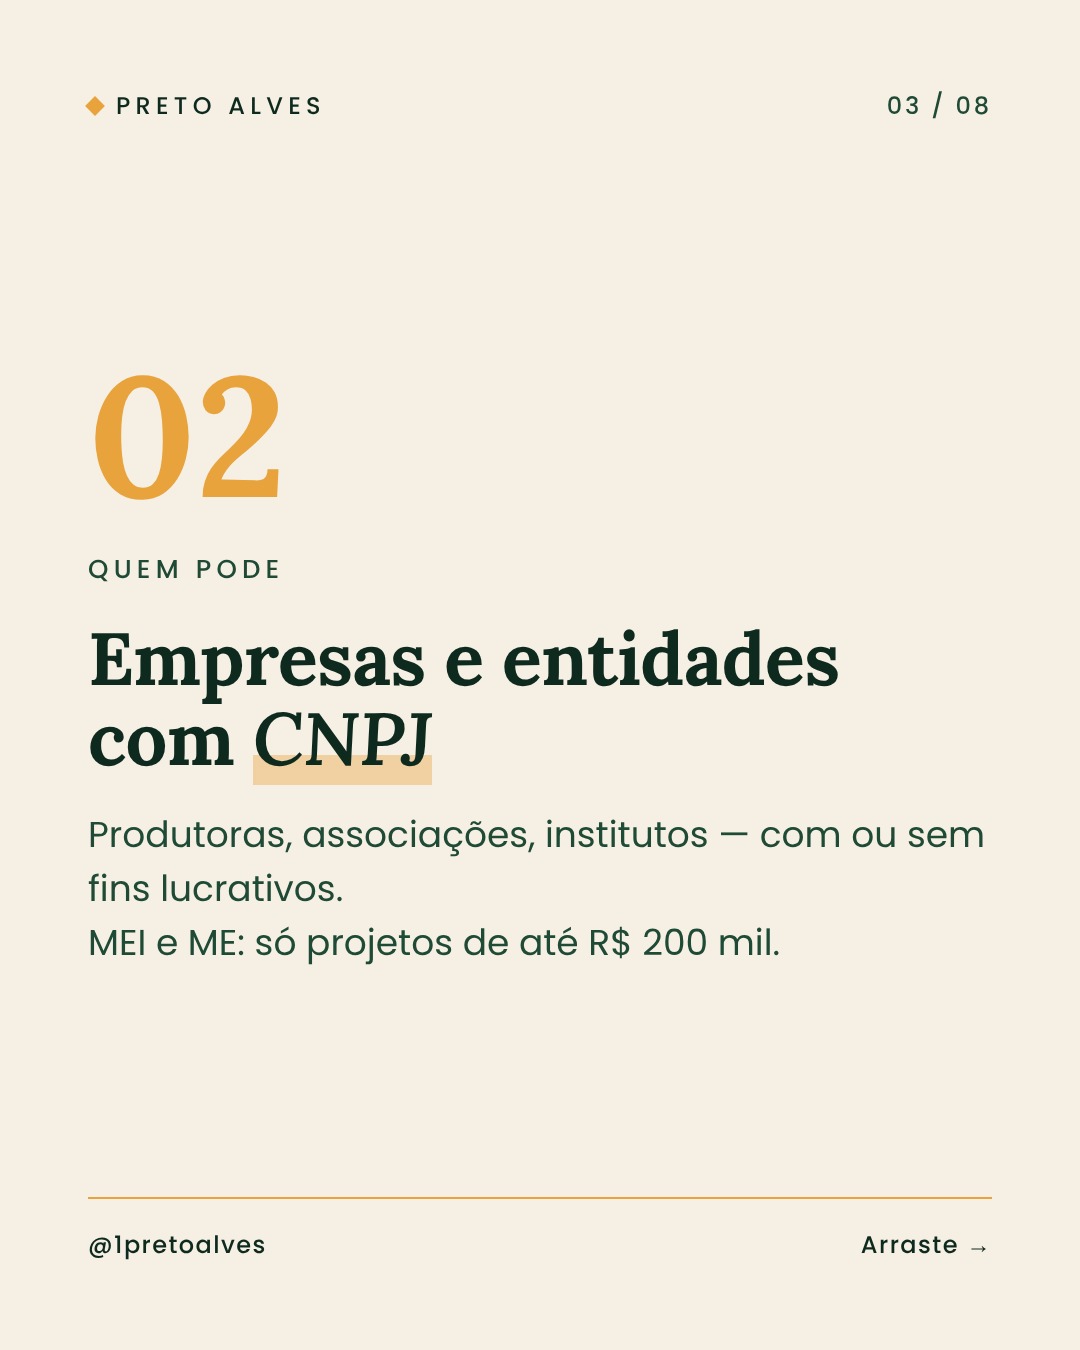 PRETO ALVES
03 / 08
02
QUEM PODE
Empresas e entidades
com CNPJ
Produtoras, associações, institutos — com ou sem
fins lucrativos.
MEI e ME: só projetos de até R$ 200 mil.
@1pretoalves
Arraste →